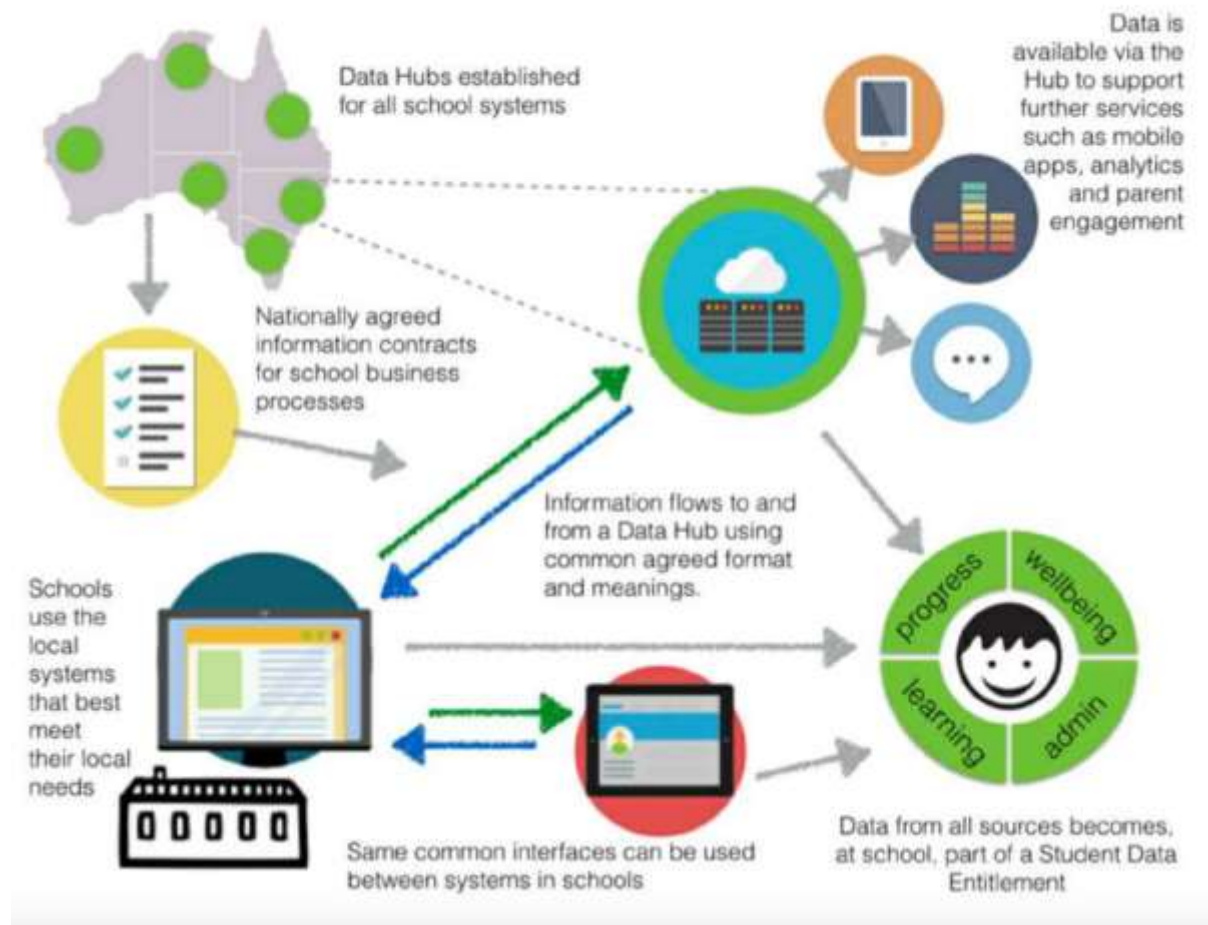 Data Hubs established
for all school systems
Data is
available via the
Hub to support
further services
such as mobile
apps, analytics
and parent
engagement
Nationally agreed
information contracts
for school business
processes
Information flows to and
from a Data Hub using
common agreed format
and meanings.
Schools
use the
local
systems
that best
meet
their local
needs
progress
wellbeing
learning
admin
Same common interfaces can be used
between systems in schools
Data from all sources becomes,
at school, part of a Student Data
Entitlement